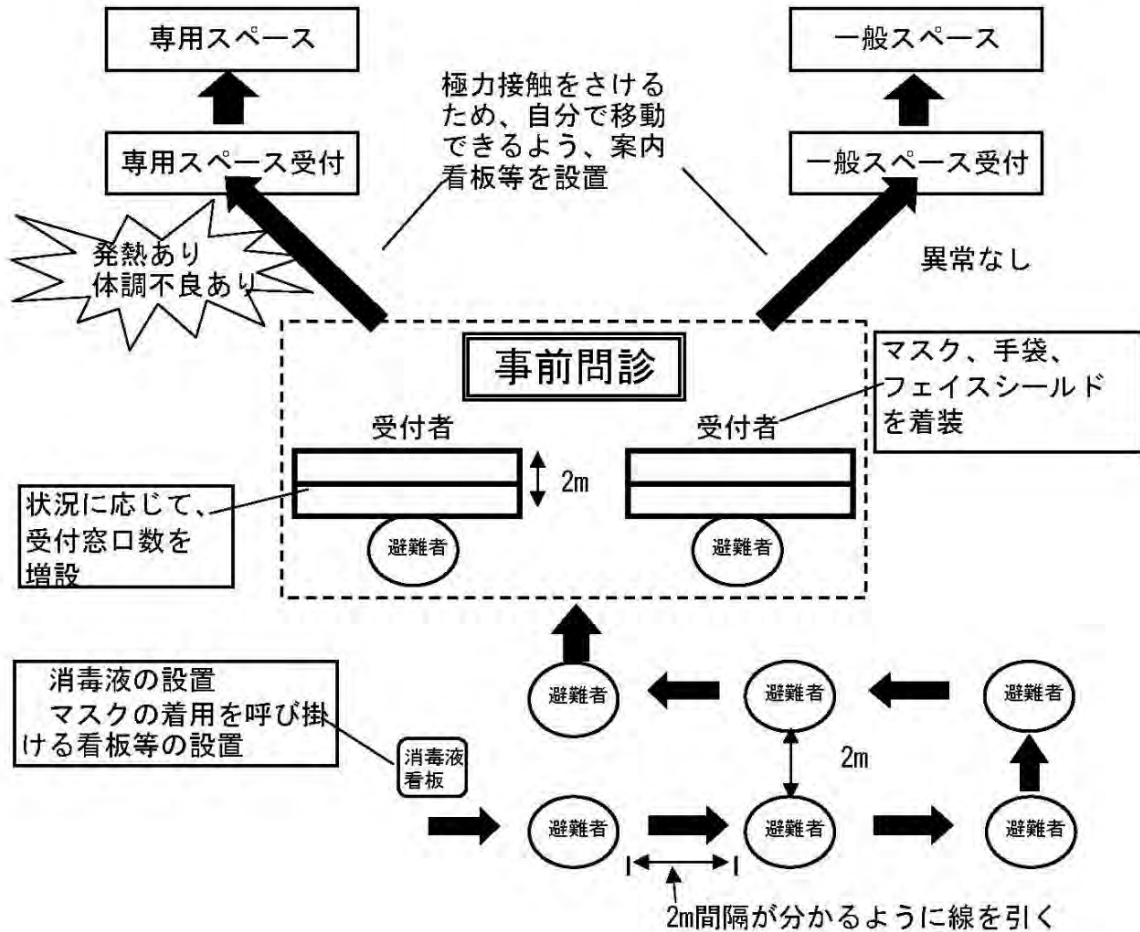 専用スペース
一般スペース
極力接触をさける
ため、自分で移動
できるよう、案内
看板等を設置
専用スペース受付
一般スペース受付
発熱あり
体調不良あり
異常なし
事前問診
マスク、手袋、
フェイスシールド
を着装
受付者
受付者
2m
状況に応じて、
受付窓口数を
増設
避難者
避難者
消毒液の設置
マスクの着用を呼び掛
ける看板等の設置
避難者
避難者
避難者
消毒液
看板
2m
避難者
避難者
避難者
2m間隔が分かるように線を引く